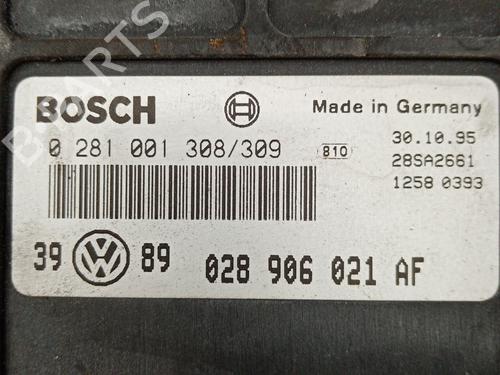 BOSCH
Made in Germany
0 281 001 308/309
810
30.10.95
28SA2661
1258 0393
39 VW 89
028 906 021 AF